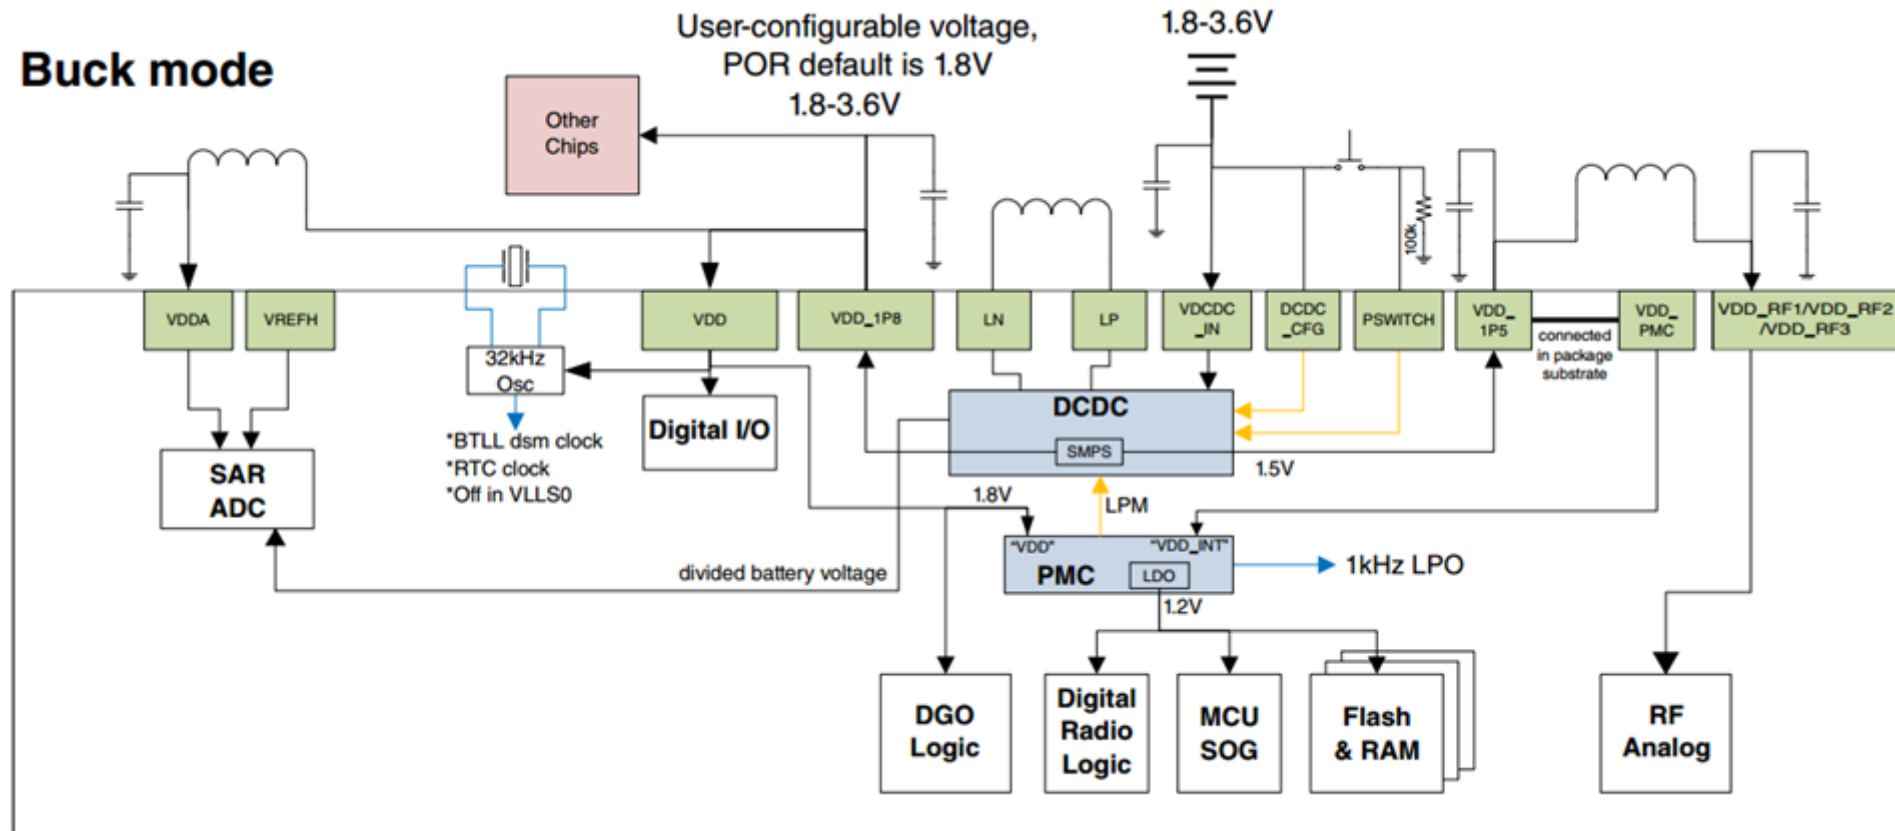 Buck mode
User-configurable voltage,
POR default is 1.8V
1.8-3.6V
1.8-3.6V
Other
Chips
100k
VDDA
VREFH
VDD
VDD_1P8
LN
LP
VDCDC
_IN
DCDC
_CFG
PSWITCH
VDD_
1P5
connected
in package
substrate
VDD_
PMC
VDD_RF1/VDD_RF2
/VDD_RF3
32kHz
Osc
*BTLL dsm clock
*RTC clock
*Off in VLLS0
Digital I/O
DCDC
SMPS
1.5V
SAR
ADC
1.8V
LPM
"VDD"
"VDD_INT"
PMC
LDO
1kHz LPO
divided battery voltage
1.2V
DGO
Logic
Digital
Radio
Logic
MCU
SOG
Flash
& RAM
RF
Analog